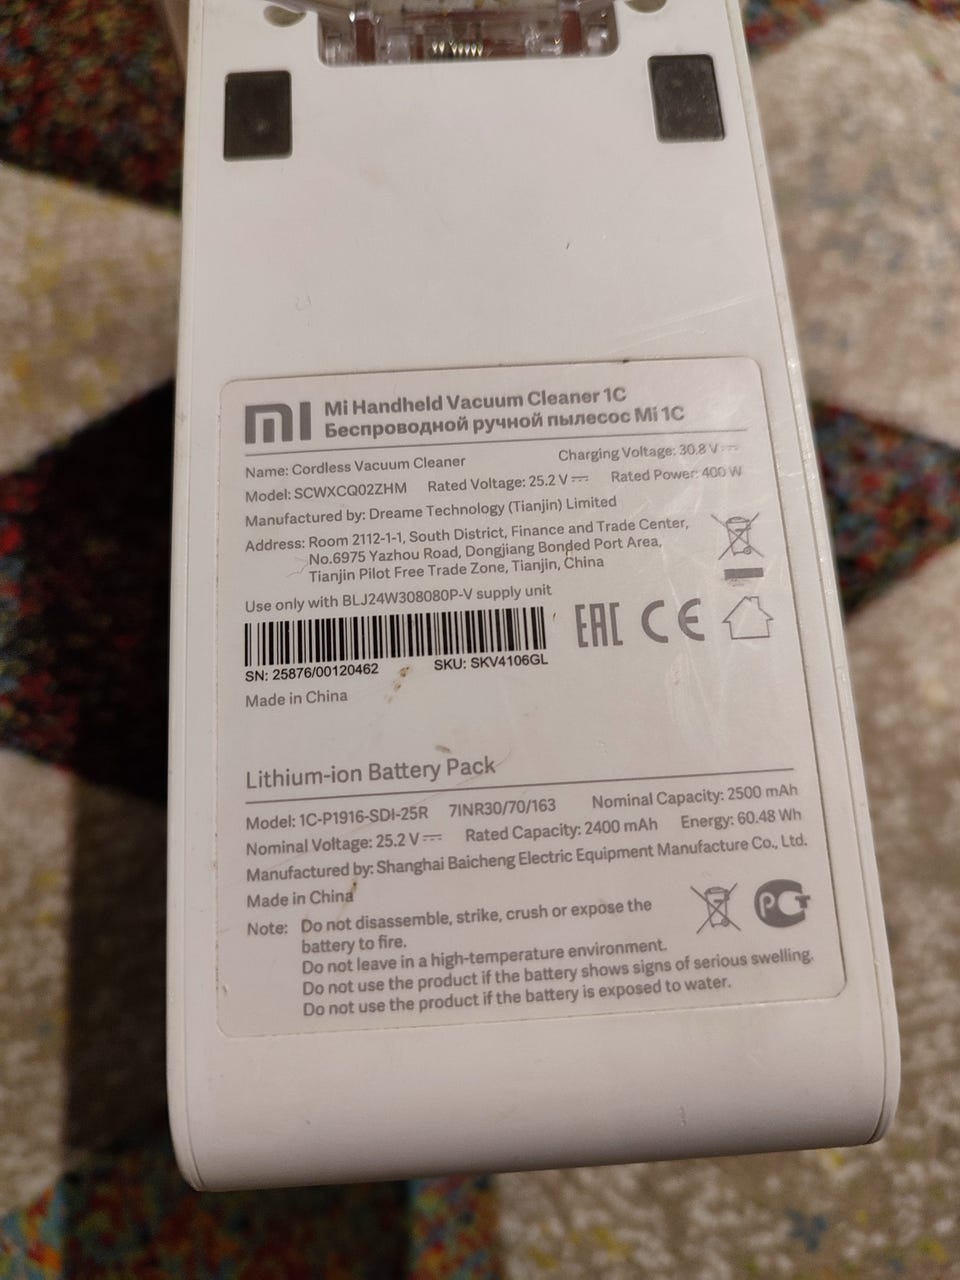 MI
Mi Handheld Vacuum Cleaner 1C
Беспроводной ручной пылесос Mi 1C
Name: Cordless Vacuum Cleaner Charging Voltage: 30.8 V⎓
Model: SCWXCQ02ZHM Rated Voltage: 25.2 V⎓ Rated Power: 400 W
Manufactured by: Dreame Technology (Tianjin) Limited
Address: Room 2112-1-1, South District, Finance and Trade Center,
No.6975 Yazhou Road, Dongjiang Bonded Port Area,
Tianjin Pilot Free Trade Zone, Tianjin, China
Use only with BLJ24W308080P-V supply unit
EAC CE
SN: 25876/00120462 SKU: SKV4106GL
Made in China
Lithium-ion Battery Pack
Model: 1C-P1916-SDI-25R 7INR30/70/163 Nominal Capacity: 2500 mAh
Nominal Voltage: 25.2 V⎓ Rated Capacity: 2400 mAh Energy: 60.48 Wh
Manufactured by: Shanghai Baicheng Electric Equipment Manufacture Co., Ltd.
Made in China
Note: Do not disassemble, strike, crush or expose the
battery to fire.
Do not leave in a high-temperature environment.
Do not use the product if the battery shows signs of serious swelling.
Do not use the product if the battery is exposed to water.
РСТ